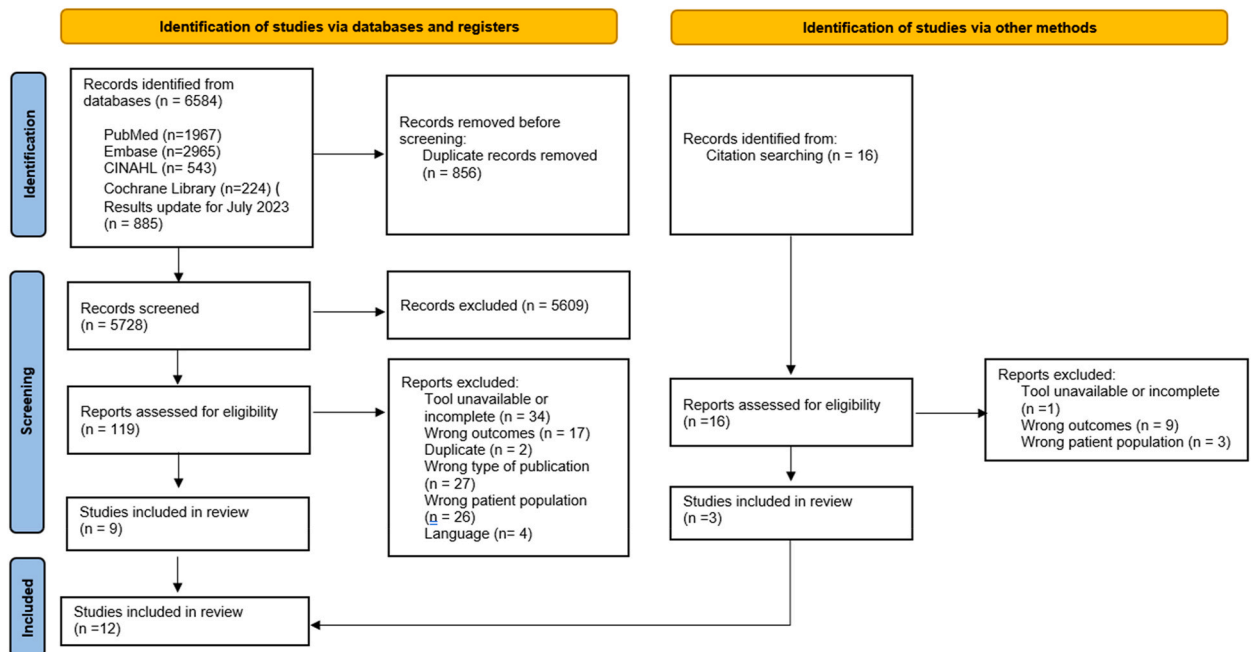 Identification of studies via databases and registers
Identification of studies via other methods
Identification
Records identified from
databases (n = 6584)
PubMed (n=1967)
Embase (n=2965)
CINAHL (n= 543)
Cochrane Library (n=224) (
Results update for July 2023
(n = 885)
Records removed before
screening:
Duplicate records removed
(n = 856)
Records identified from:
Citation searching (n = 16)
Screening
Records screened
(n = 5728)
Records excluded (n = 5609)
Reports assessed for eligibility
(n = 119)
Reports excluded:
Tool unavailable or
incomplete (n = 34)
Wrong outcomes (n = 17)
Duplicate (n = 2)
Wrong type of publication
(n = 27)
Wrong patient population
(n = 26)
Language (n= 4)
Reports assessed for eligibility
(n =16)
Reports excluded:
Tool unavailable or incomplete
(n =1)
Wrong outcomes (n = 9)
Wrong patient population (n = 3)
Studies included in review
(n = 9)
Studies included in review
(n =3)
Included
Studies included in review
(n =12)